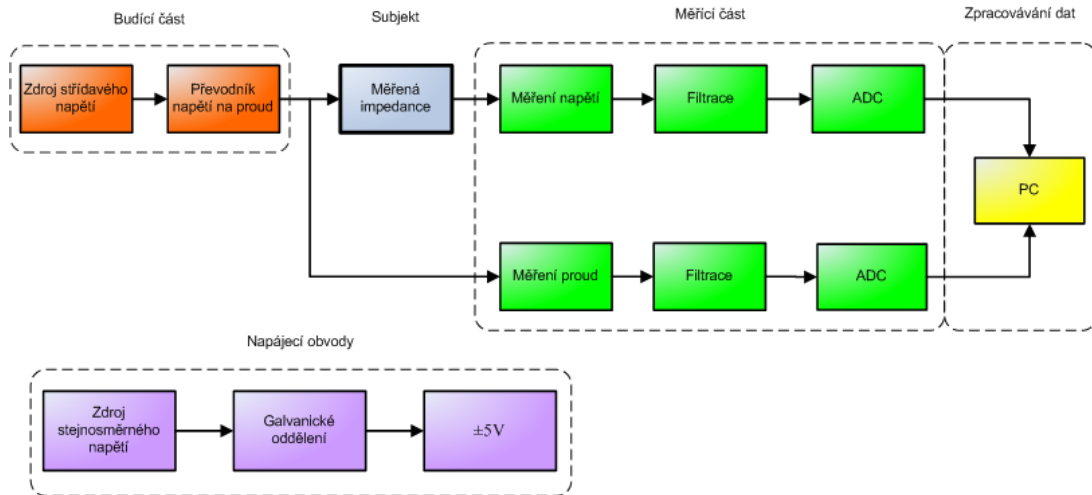 Budící část
Subjekt
Měřící část
Zpracovávání dat
Zdroj střídavého
napětí
Převodník
napětí na proud
Měřená
impedance
Měření napětí
Filtrace
ADC
PC
Měření proud
Filtrace
ADC
Napájecí obvody
Zdroj
stejnosměrného
napětí
Galvanické
oddělení
±5V